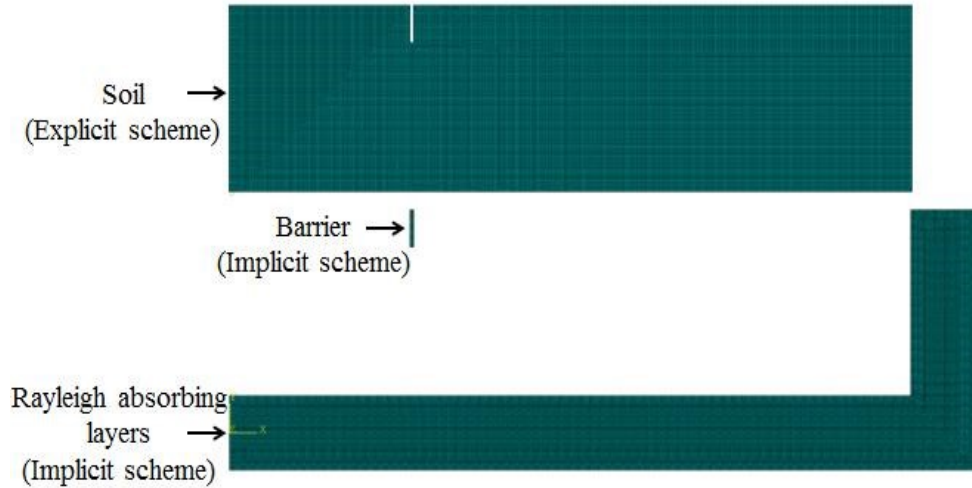 Soil
(Explicit scheme)
Barrier
(Implicit scheme)
Rayleigh absorbing
layers
(Implicit scheme)
X